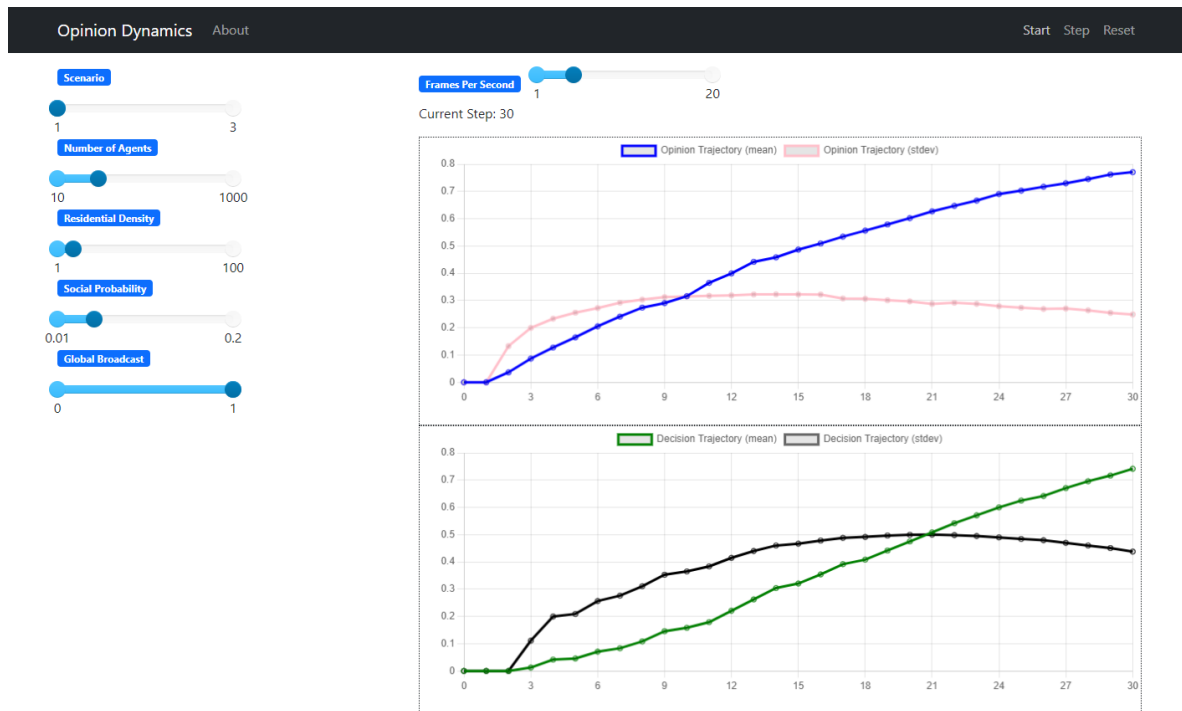 Opinion Dynamics About Start Step Reset
Scenario
1 3
Number of Agents
10 1000
Residential Density
1 100
Social Probability
0.01 0.2
Global Broadcast
0 1
Frames Per Second
1 20
Current Step: 30
Opinion Trajectory (mean) Opinion Trajectory (stdev)
0.8
0.7
0.6
0.5
0.4
0.3
0.2
0.1
0
0 3 6 9 12 15 18 21 24 27 30
Decision Trajectory (mean) Decision Trajectory (stdev)
0.8
0.7
0.6
0.5
0.4
0.3
0.2
0.1
0
0 3 6 9 12 15 18 21 24 27 30